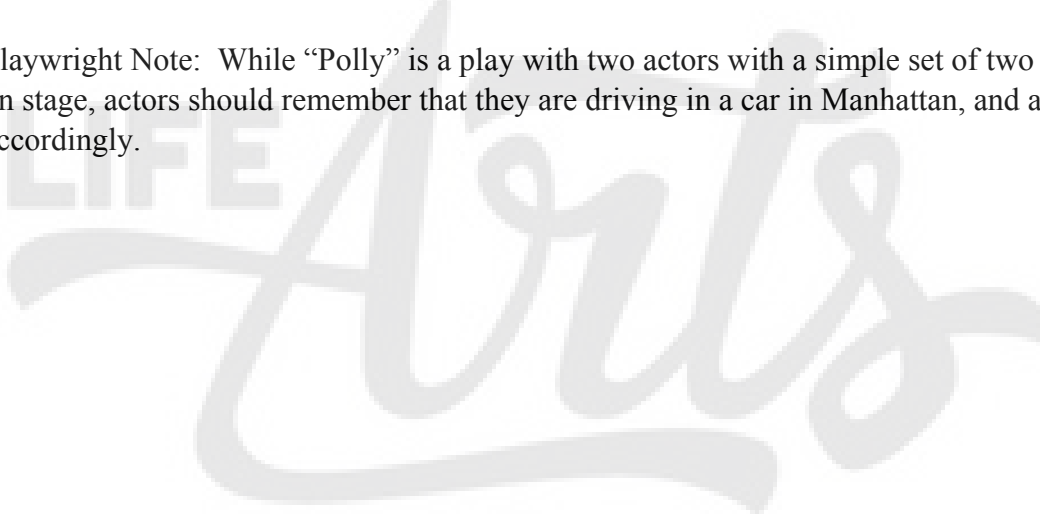 LIFE
Arts
laywright Note: While “Polly” is a play with two actors with a simple set of two
n stage, actors should remember that they are driving in a car in Manhattan, and a
ccordingly.